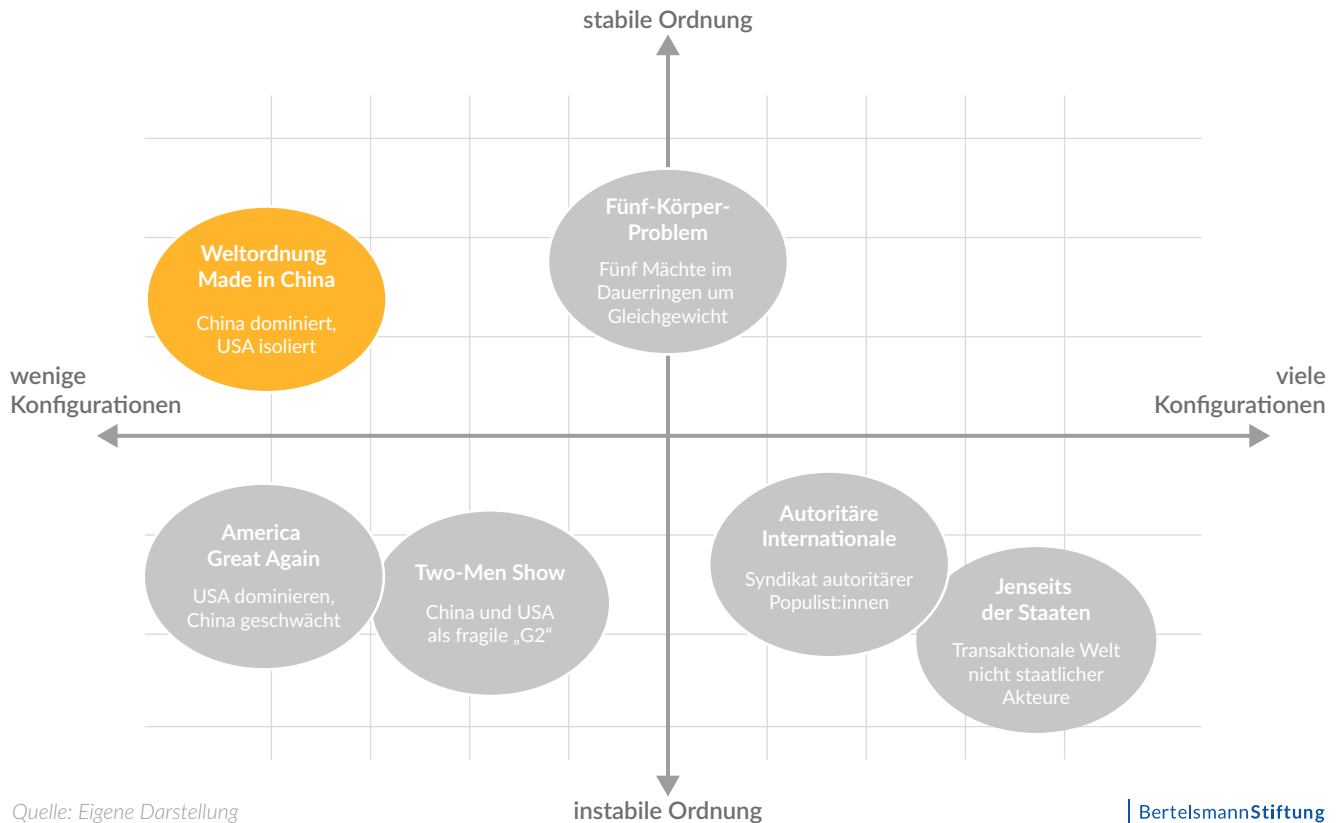 stabile Ordnung
Fünf-Körper-
Problem
Fünf Mächte im
Dauerringen um
Gleichgewicht
Weltordnung
Made in China
China dominiert,
USA isoliert
wenige
Konfigurationen
viele
Konfigurationen
America
Great Again
USA dominieren,
China geschwächt
Two-Men Show
China und USA
als fragile „G2“
Autoritäre
Internationale
Syndikat autoritärer
Populist:innen
Jenseits
der Staaten
Transaktionale Welt
nicht staatlicher
Akteure
Quelle: Eigene Darstellung
instabile Ordnung
BertelsmannStiftung